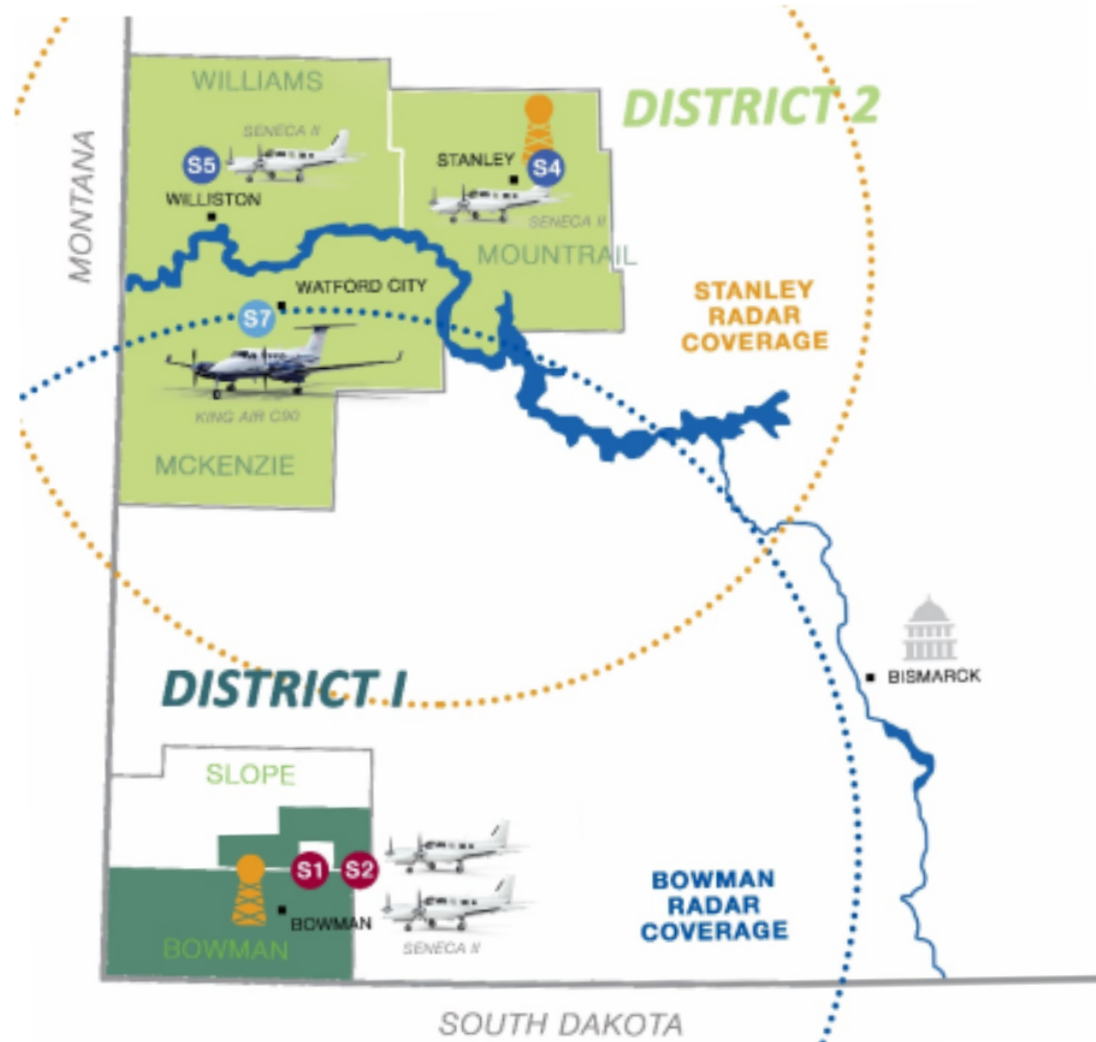 WILLIAMS
DISTRICT 2
SENECA II
S5
STANLEY
S4
WILLISTON
SENECA II
MONTANA
MOUNTRAIL
WATFORD CITY
STANLEY
RADAR
COVERAGE
S7
KING AIR C90
MCKENZIE
BISMARCK
DISTRICT I
SLOPE
S1
S2
BOWMAN
RADAR
COVERAGE
BOWMAN
BOWMAN
SENECA II
SOUTH DAKOTA